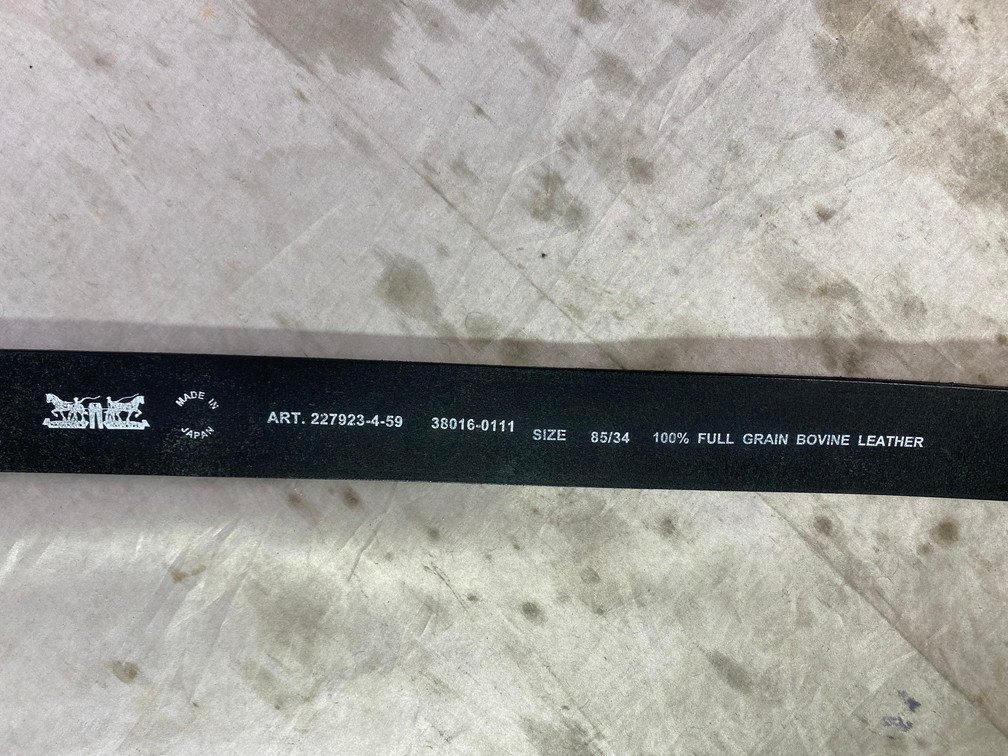 MADE IN
JAPAN
ART. 227923-4-59 38016-0111 SIZE 85/34 100% FULL GRAIN BOVINE LEATHER